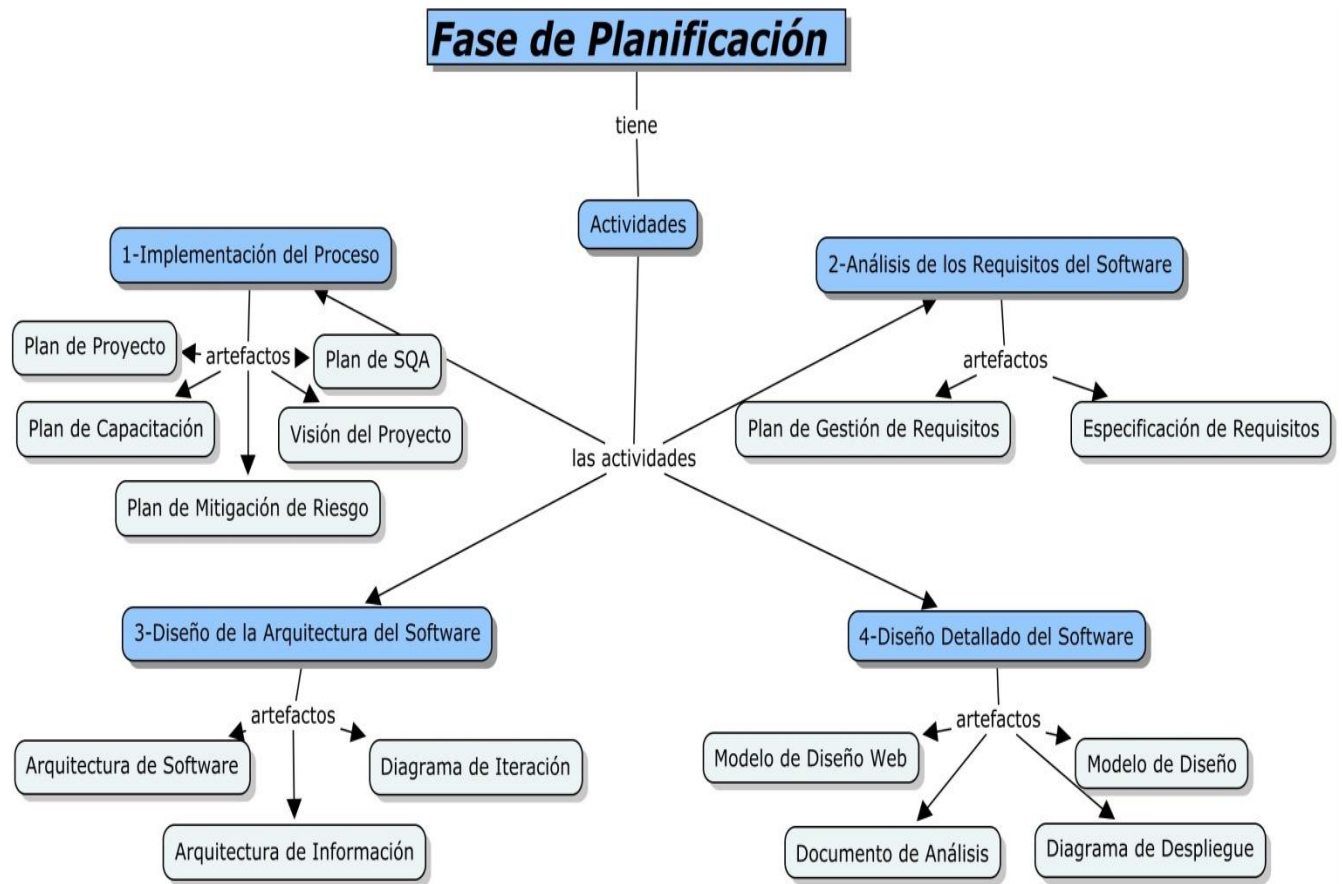 Fase de Planificación
tiene
Actividades
las actividades
1-Implementación del Proceso
artefactos
Plan de Proyecto
Plan de SQA
Plan de Capacitación
Visión del Proyecto
Plan de Mitigación de Riesgo
2-Análisis de los Requisitos del Software
artefactos
Plan de Gestión de Requisitos
Especificación de Requisitos
3-Diseño de la Arquitectura del Software
artefactos
Arquitectura de Software
Diagrama de Iteración
Arquitectura de Información
4-Diseño Detallado del Software
artefactos
Modelo de Diseño Web
Modelo de Diseño
Documento de Análisis
Diagrama de Despliegue